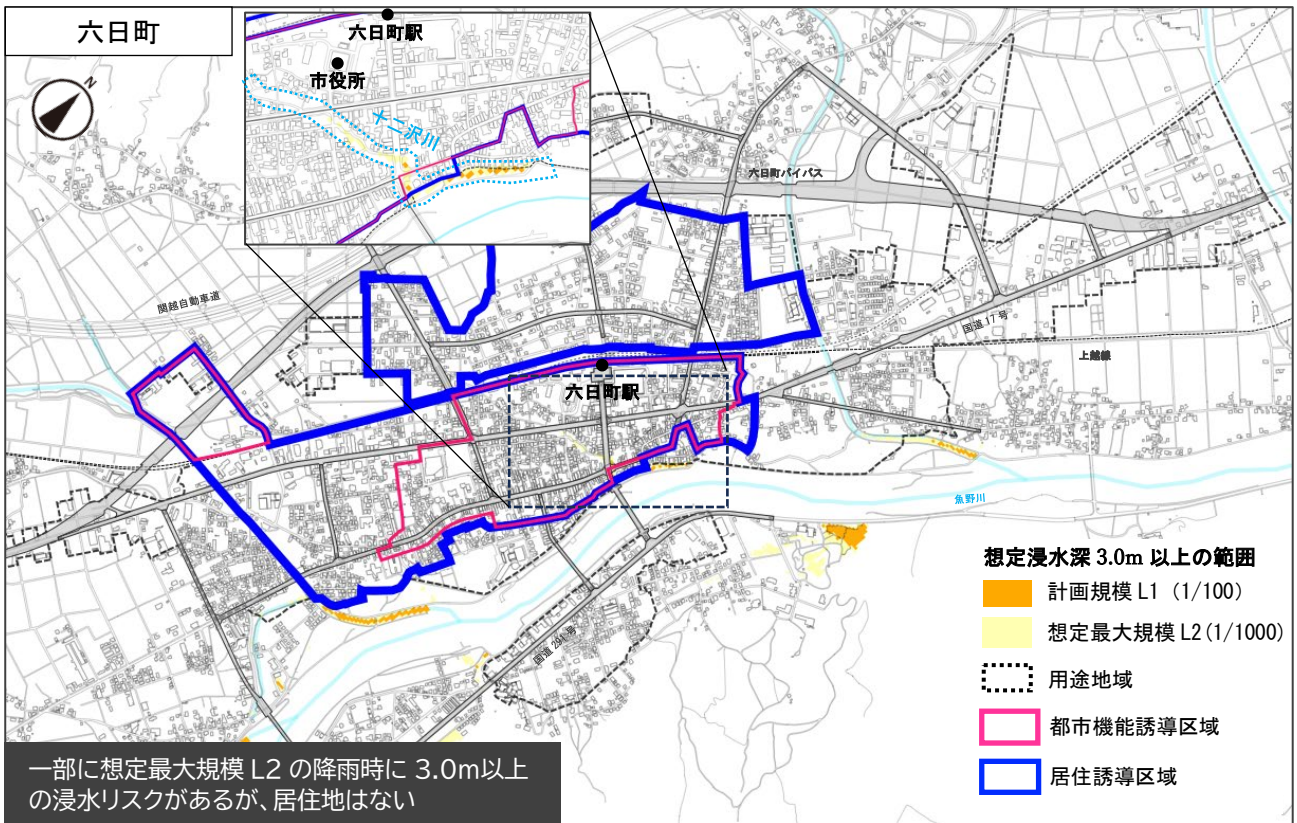 六日町
N
六日町駅
市役所
十二沢川
六日町バイパス
関越自動車道
国道17号
上越線
六日町駅
魚野川
国道291号
想定浸水深 3.0m 以上の範囲
計画規模 L1 (1/100)
想定最大規模 L2(1/1000)
用途地域
都市機能誘導区域
居住誘導区域
一部に想定最大規模 L2 の降雨時に 3.0m以上
の浸水リスクがあるが、居住地はない